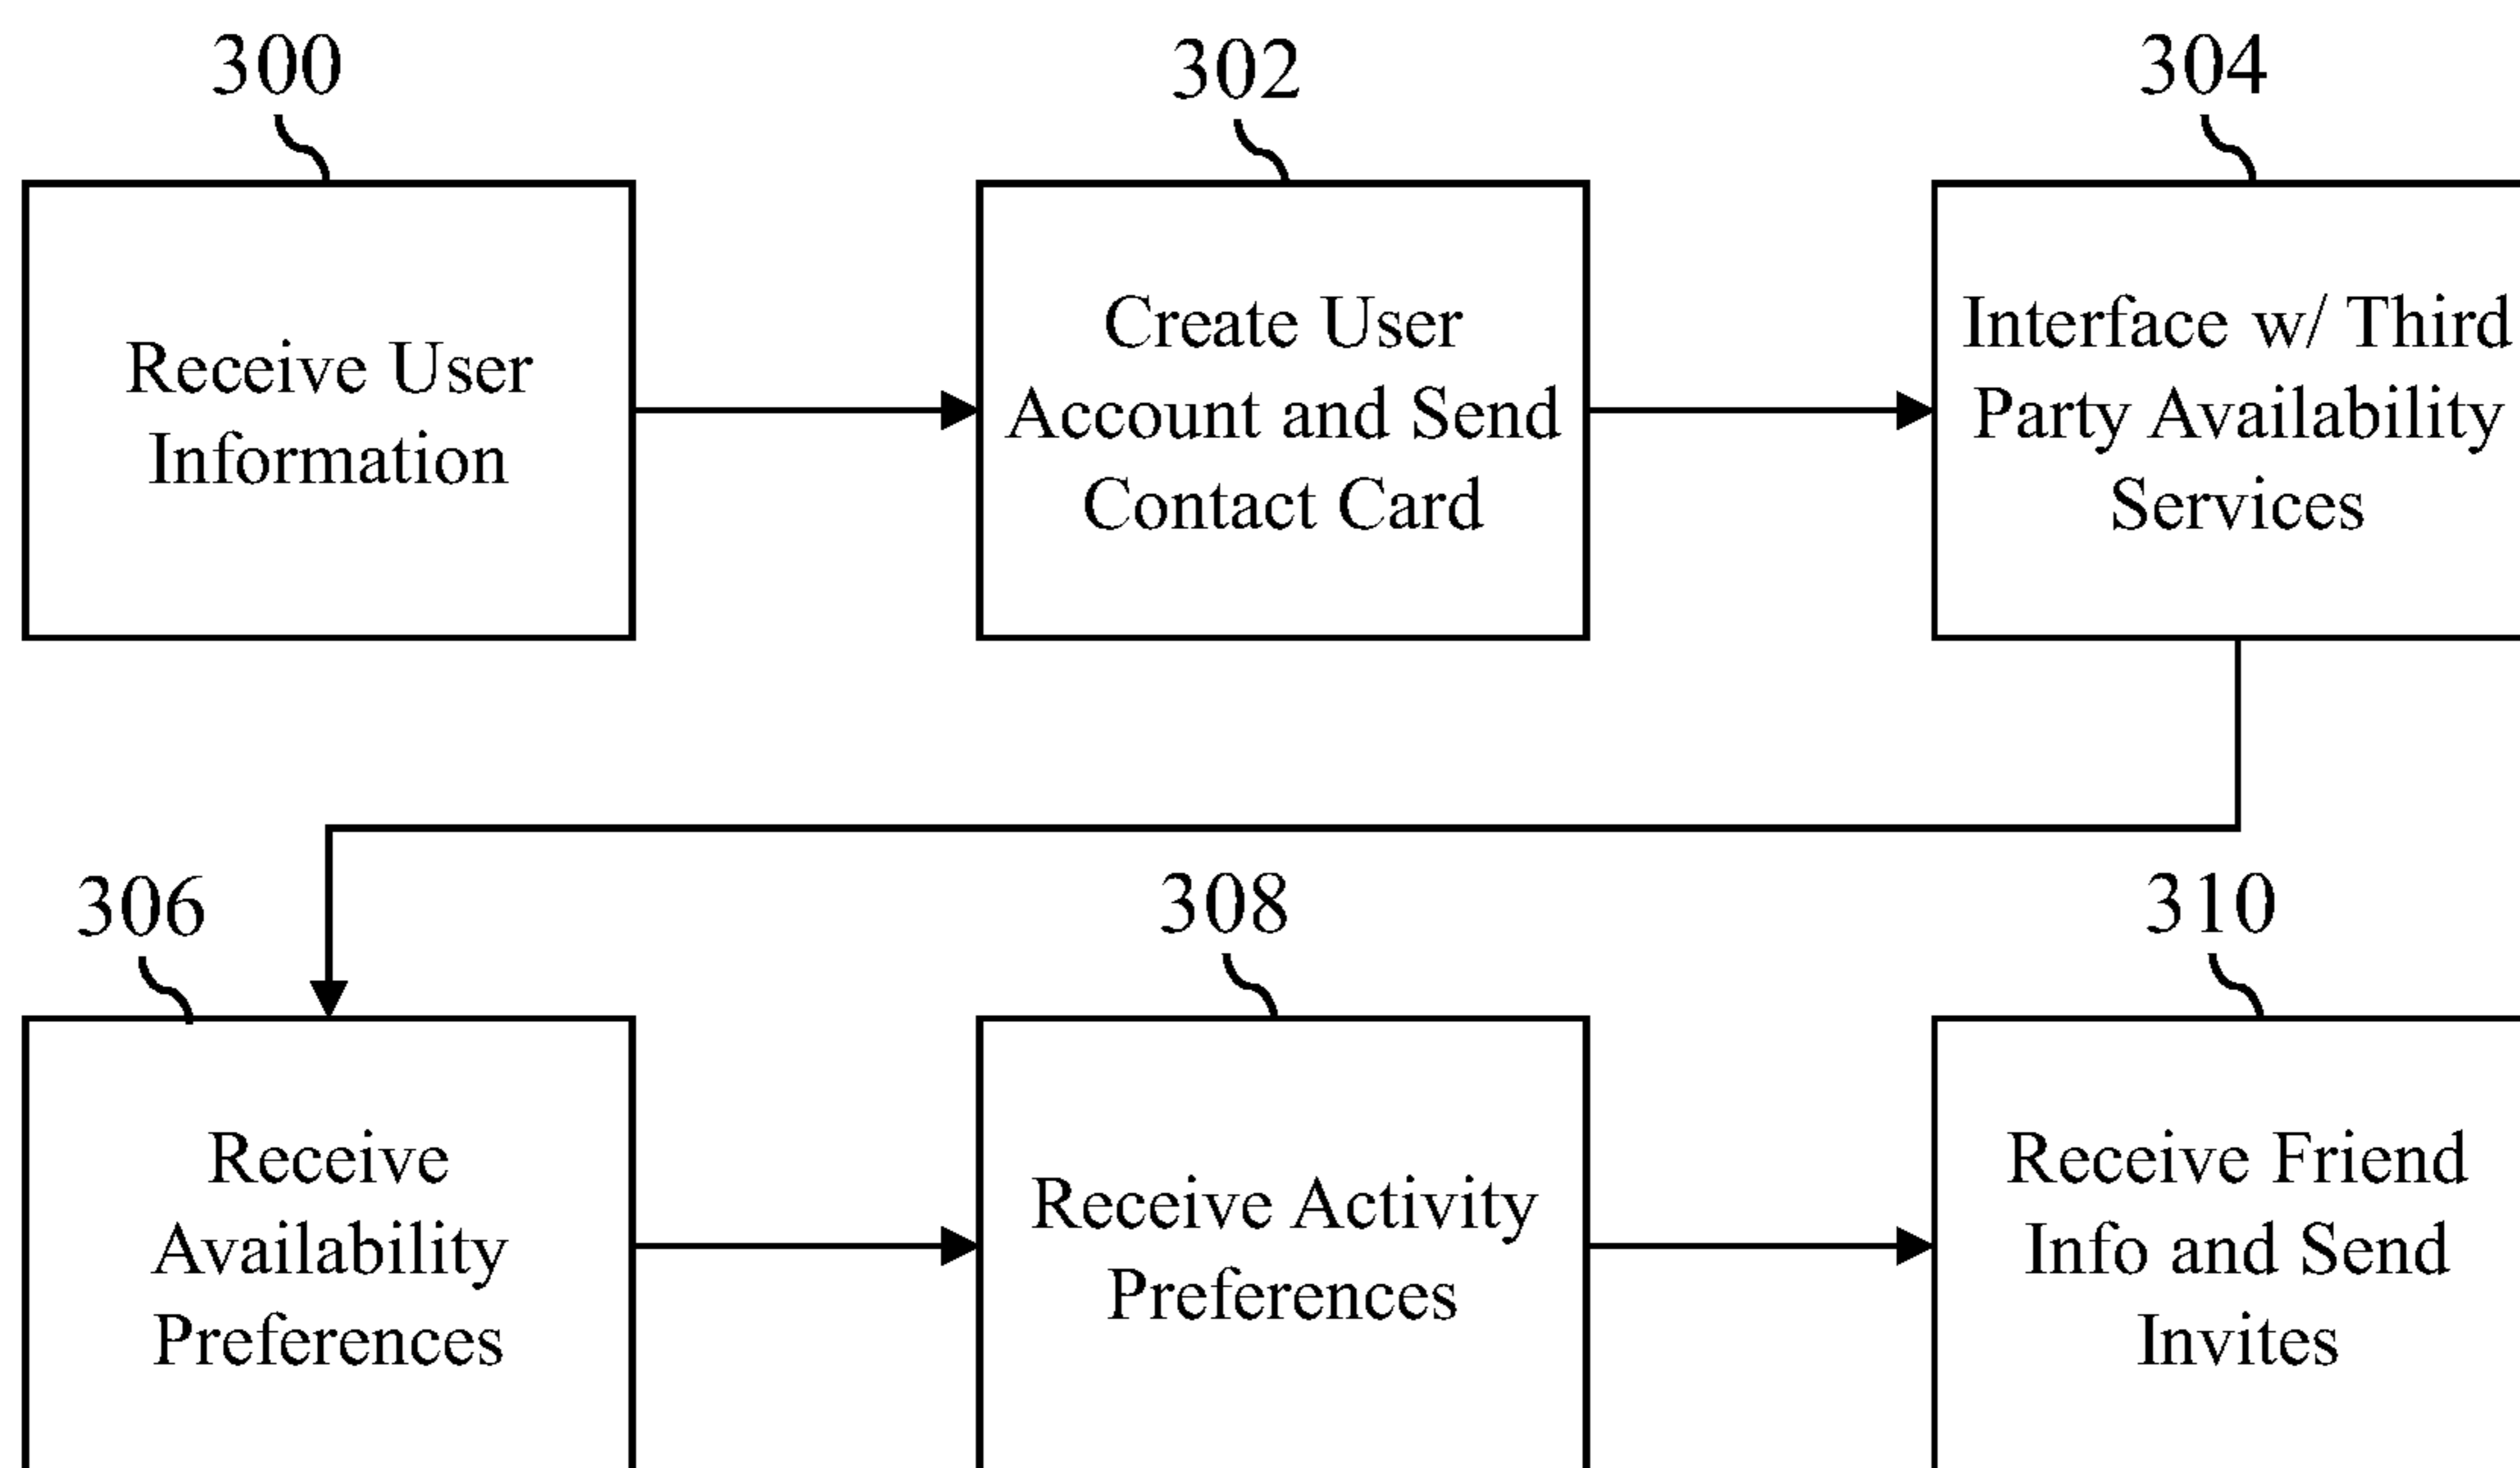 300
302
304
Receive User
Information
Create User
Account and Send
Contact Card
Interface w/ Third
Party Availability
Services
306
308
310
Receive
Availability
Preferences
Receive Activity
Preferences
Receive Friend
Info and Send
Invites